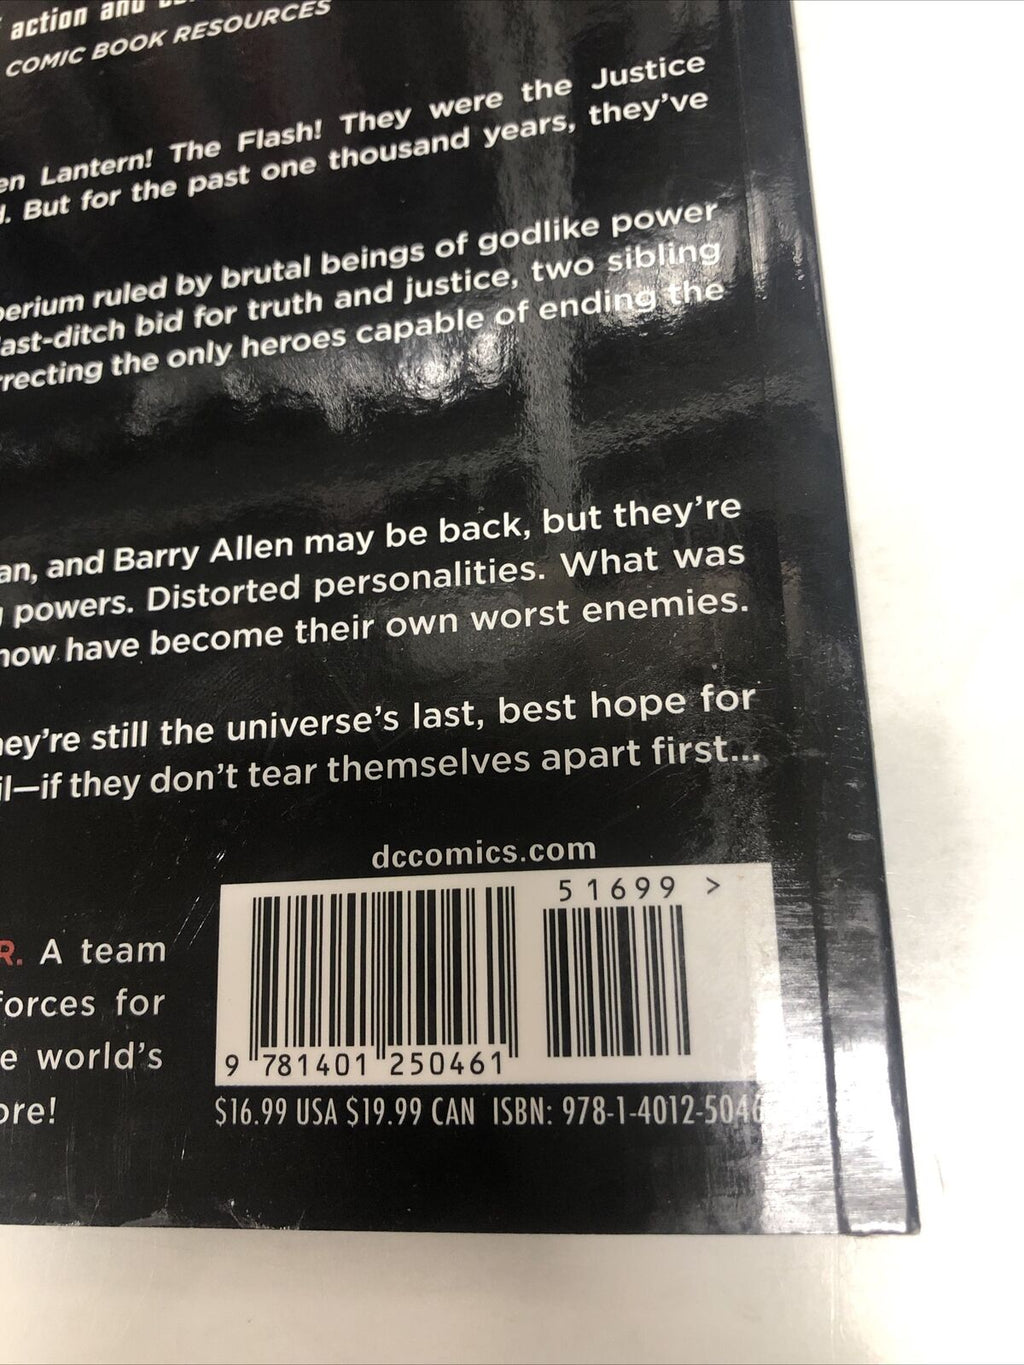 action and
COMIC BOOK RESOURCES
en Lantern! The Flash! They were the Justice
d. But for the past one thousand years, they've
perium ruled by brutal beings of godlike power
ast-ditch bid for truth and justice, two sibling
rrecting the only heroes capable of ending the
an, and Barry Allen may be back, but they're
g powers. Distorted personalities. What was
now have become their own worst enemies.
hey're still the universe's last, best hope for
il—if they don't tear themselves apart first...
dccomics.com
51699 >
R. A team
forces for
e world's
ore!
9 781401 250461
$16.99 USA $19.99 CAN ISBN: 978-1-4012-5046